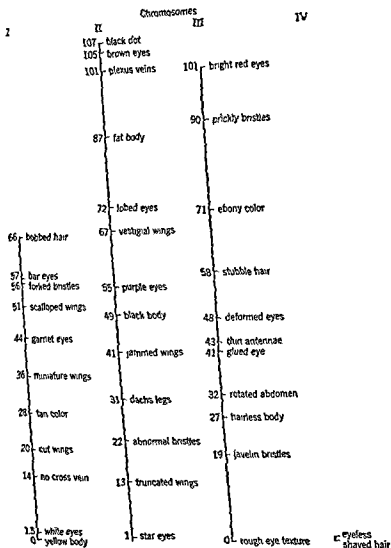 Chromosomes
I
II
III
IV
107 black dot
105 brown eyes
101 plexus veins
87 fat body
72 lobed eyes
67 vestigial wings
55 purple eyes
49 black body
41 jammed wings
31 dachs legs
22 abnormal bristles
13 truncated wings
1 star eyes
66 bobbed hair
57 bar eyes
56 forked bristles
51 scalloped wings
44 garnet eyes
36 miniature wings
28 tan color
20 cut wings
14 no cross vein
1.5 white eyes
0 yellow body
101 bright red eyes
90 prickly bristles
71 ebony color
58 stubble hair
48 deformed eyes
43 thin antennae
41 glued eye
32 rotated abdomen
27 hairless body
19 javelin bristles
0 rough eye texture
eyeless
shaved hair